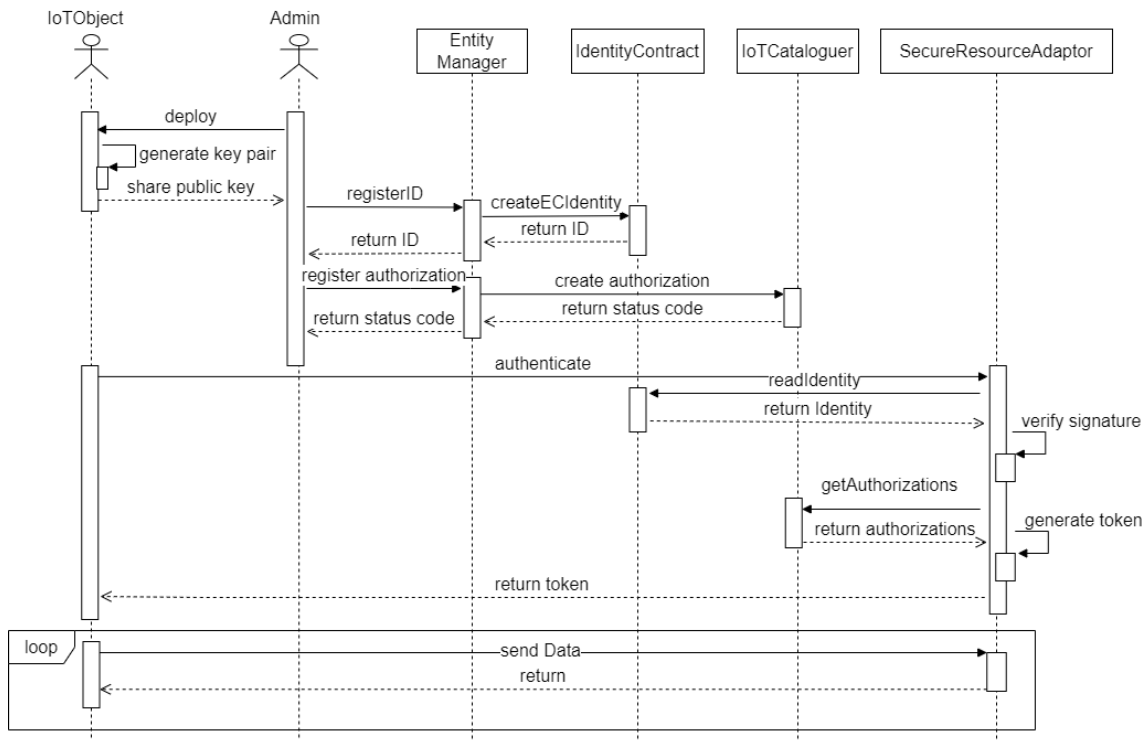 IoTObject
Admin
Entity
Manager
IdentityContract
IoTCataloguer
SecureResourceAdaptor
deploy
generate key pair
share public key
registerID
createECIdentity
return ID
return ID
register authorization
create authorization
return status code
return status code
authenticate
readIdentity
return Identity
verify signature
getAuthorizations
return authorizations
generate token
return token
loop
send Data
return